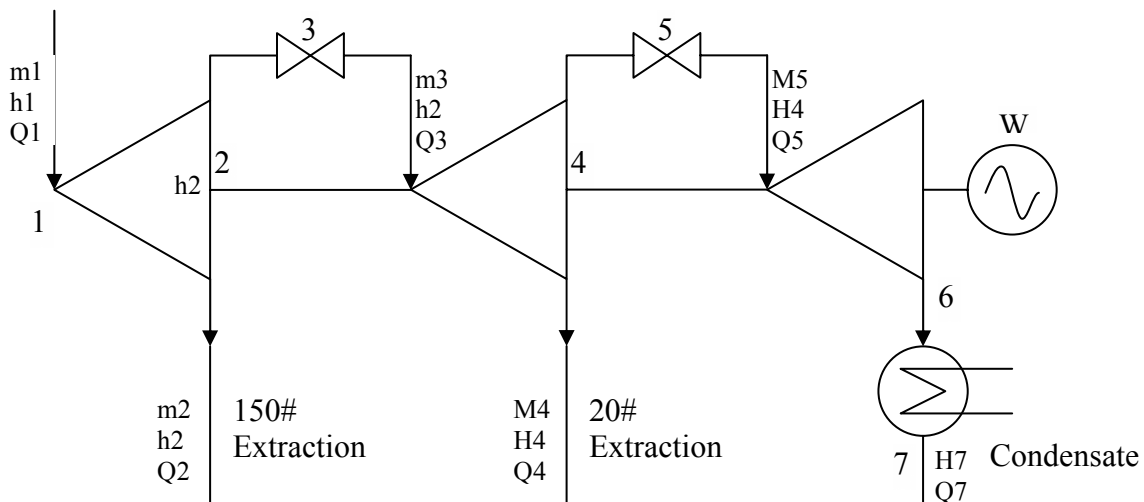 3
5
m1
h1
Q1
m3
h2
Q3
M5
H4
Q5
W
2
h2
4
1
6
m2
h2
Q2
150#
Extraction
M4
H4
Q4
20#
Extraction
7
H7
Q7
Condensate